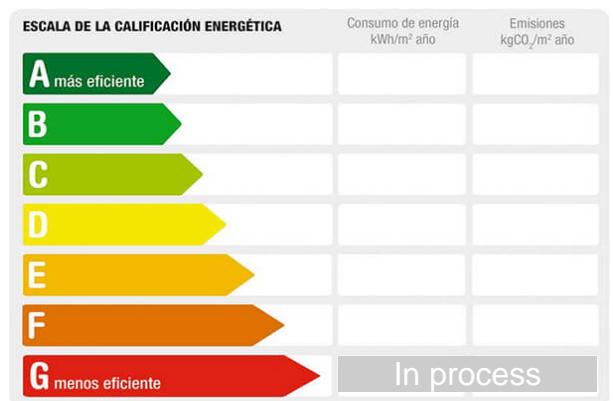 ESCALA DE LA CALIFICACIÓN ENERGÉTICA
Consumo de energía
kWh/m² año
Emisiones
kgCO₂/m² año
A más eficiente
B
C
D
E
F
G menos eficiente
In process